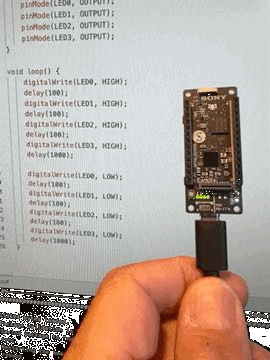 pinMode(LED0, OUTPUT);
pinMode(LED1, OUTPUT);
pinMode(LED2, OUTPUT);
pinMode(LED3, OUTPUT);
}
void loop() {
digitalWrite(LED0, HIGH);
delay(100);
digitalWrite(LED1, HIGH);
delay(100);
digitalWrite(LED2, HIGH);
delay(100);
digitalWrite(LED3, HIGH);
delay(1000);
digitalWrite(LED0, LOW);
delay(100);
digitalWrite(LED1, LOW);
delay(100);
digitalWrite(LED2, LOW);
delay(100);
digitalWrite(LED3, LOW);
delay(1000);
}
SONY